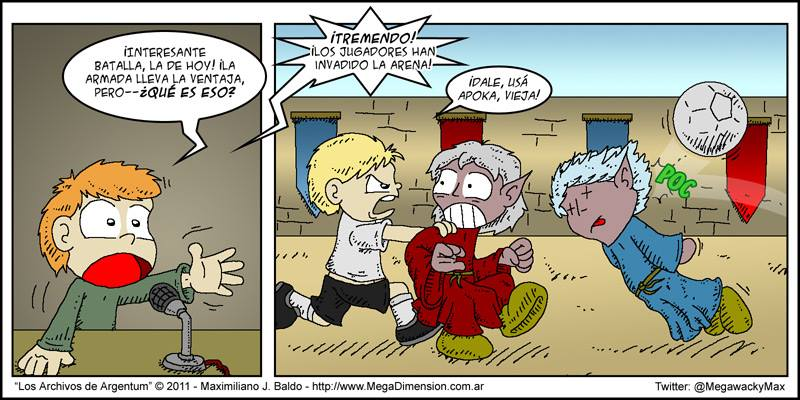 ¡INTERESANTE
BATALLA, LA DE HOY! ¡LA
ARMADA LLEVA LA VENTAJA,
PERO--¿QUÉ ES ESO?
¡TREMENDO!
¡LOS JUGADORES HAN
INVADIDO LA ARENA!
¡DALE, USÁ
APOKA, VIEJA!
POC
"Los Archivos de Argentum" © 2011 - Maximiliano J. Baldo - http://www.MegaDimension.com.ar
Twitter: @MegawackyMax